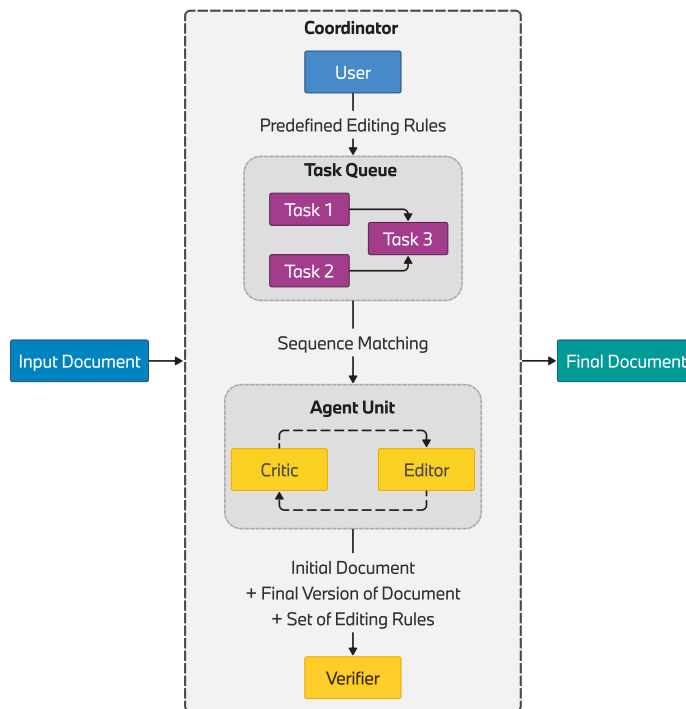 Coordinator
User
Predefined Editing Rules
Task Queue
Task 1
Task 3
Task 2
Sequence Matching
Input Document
Final Document
Agent Unit
Critic
Editor
Initial Document
+ Final Version of Document
+ Set of Editing Rules
Verifier